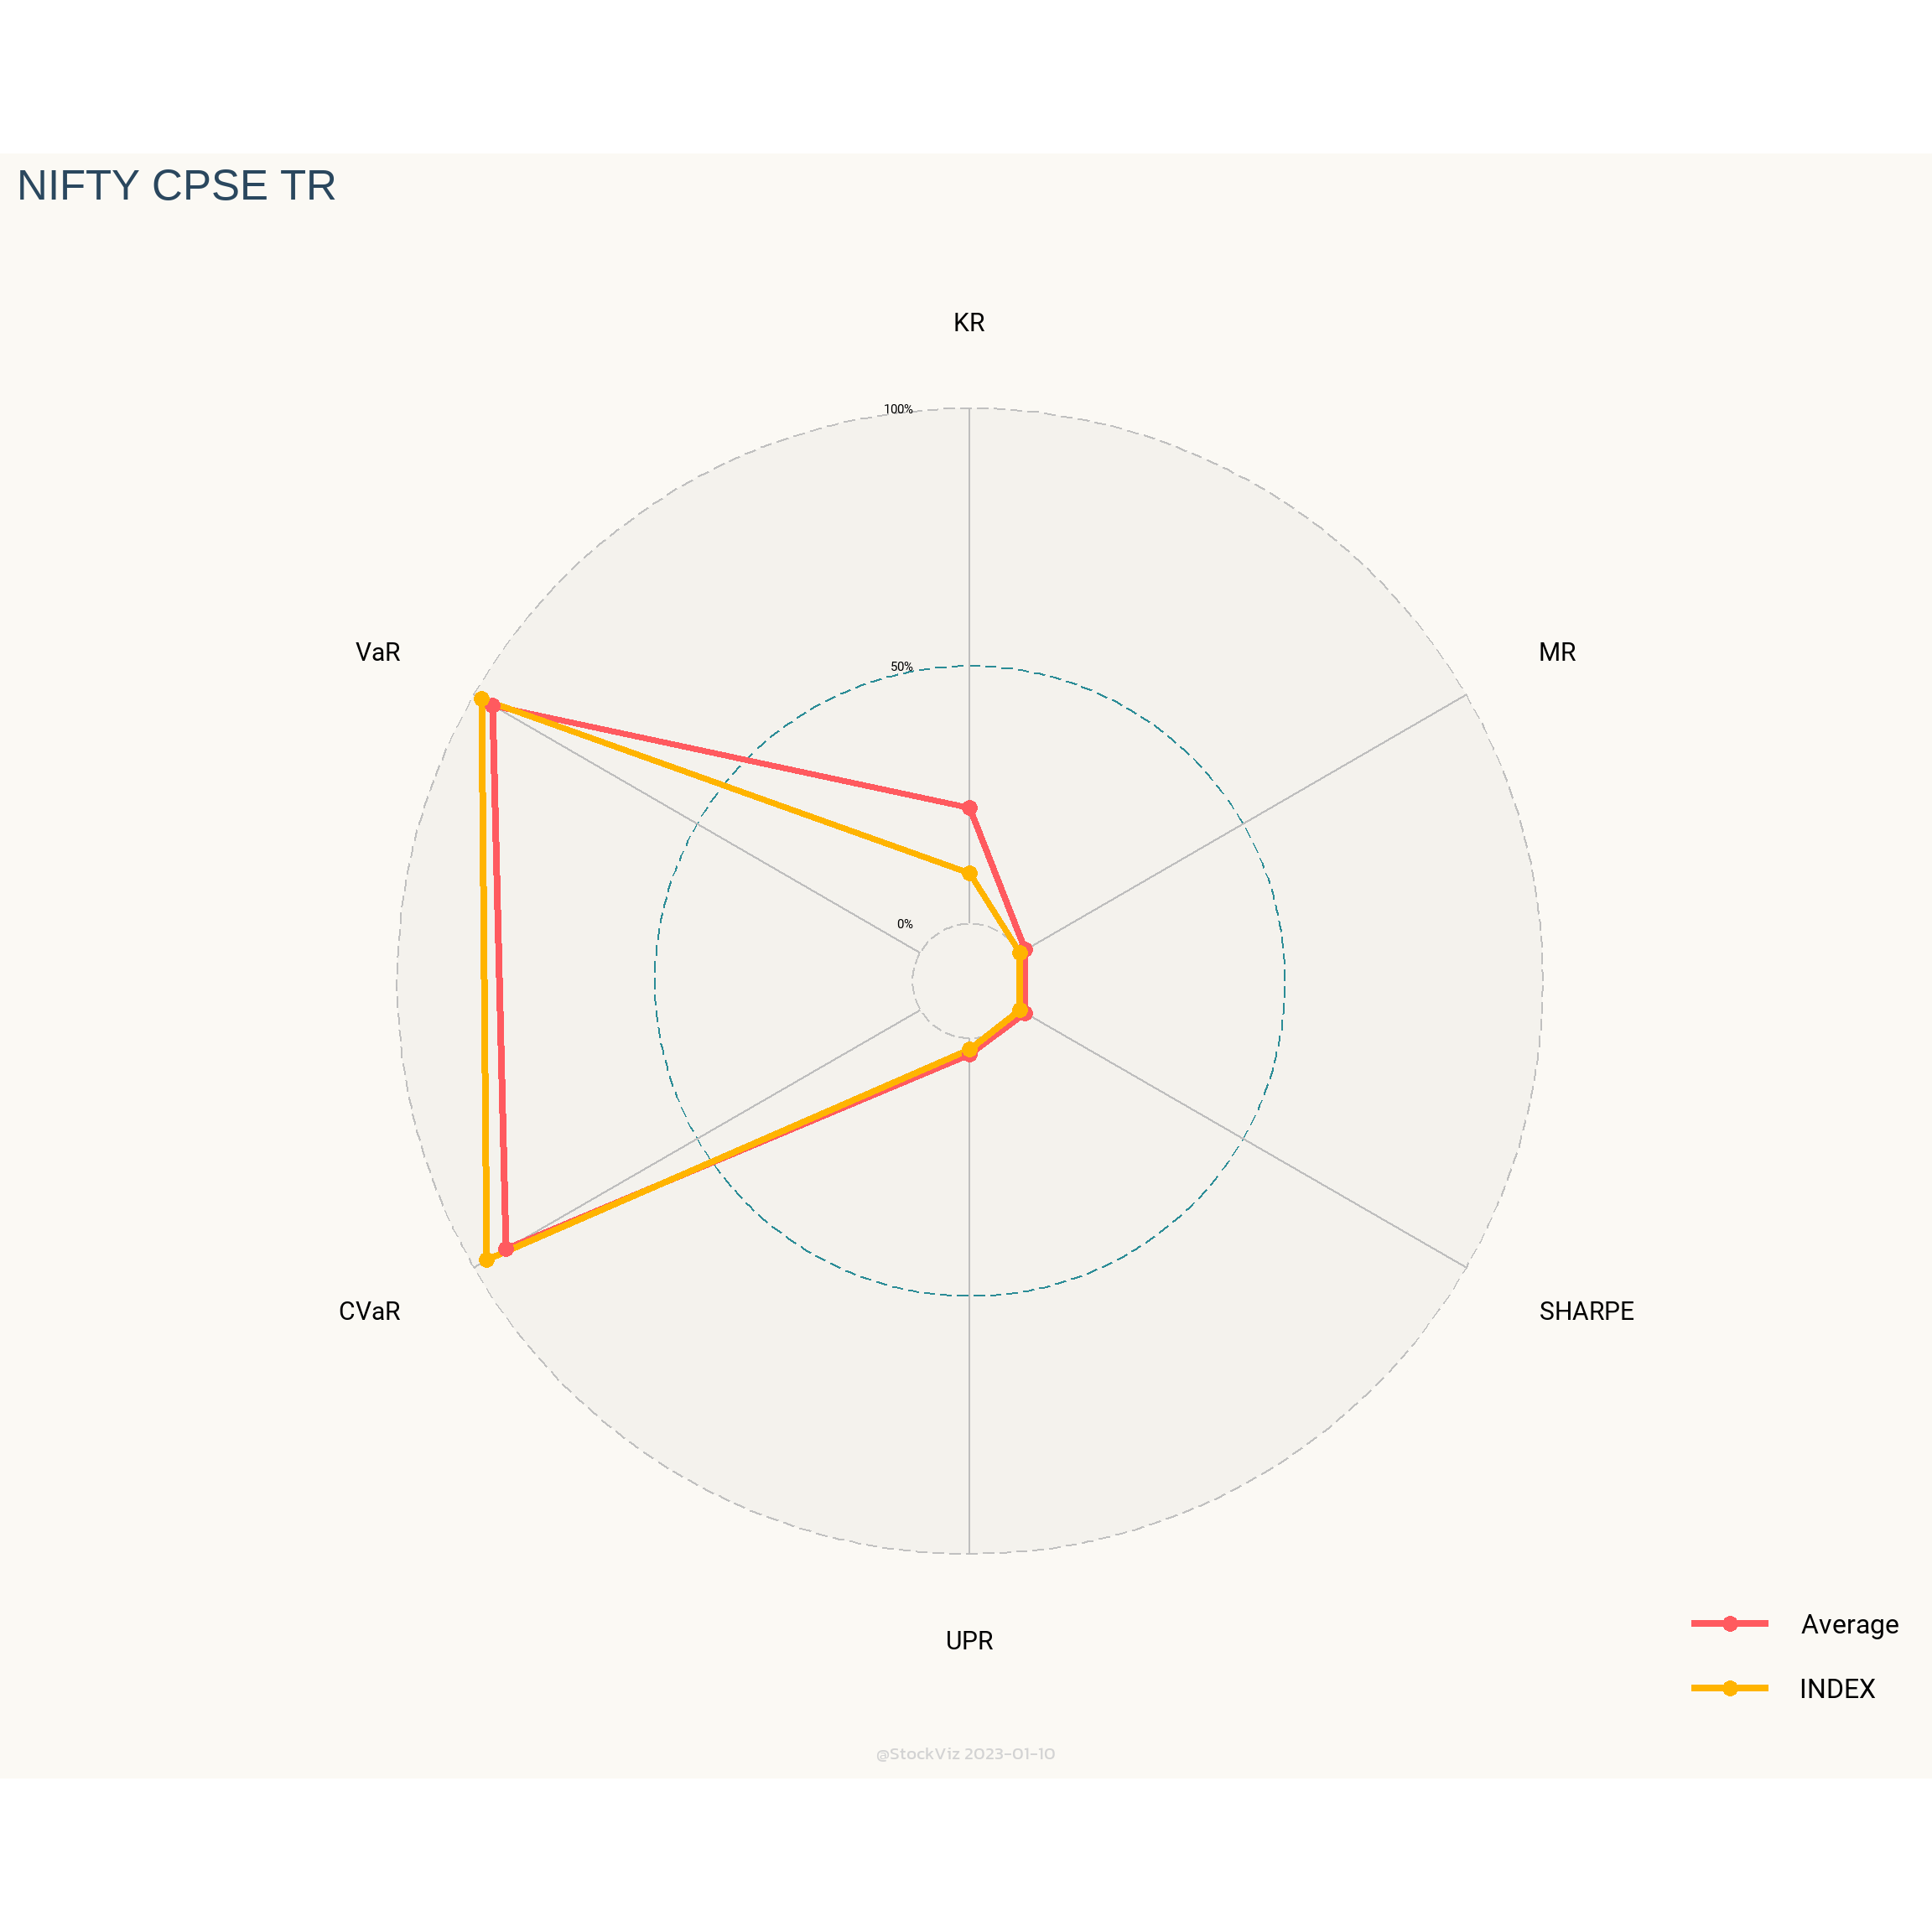 NIFTY CPSE TR
KR
100%
VaR
MR
50%
0%
CVaR
SHARPE
UPR
Average
INDEX
@StockViz 2023-01-10